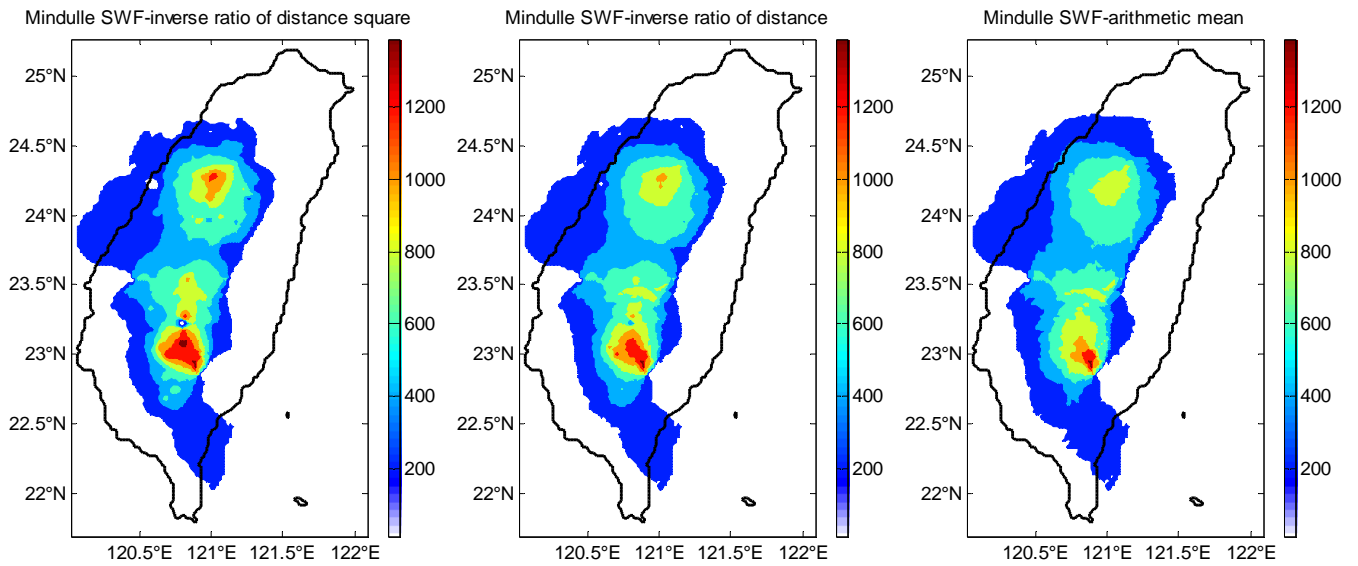 Mindulle SWF-inverse ratio of distance square
25°N
24.5°N
24°N
23.5°N
23°N
22.5°N
22°N
120.5°E 121°E 121.5°E 122°E
1200
1000
800
600
400
200
Mindulle SWF-inverse ratio of distance
25°N
24.5°N
24°N
23.5°N
23°N
22.5°N
22°N
120.5°E 121°E 121.5°E 122°E
1200
1000
800
600
400
200
Mindulle SWF-arithmetic mean
25°N
24.5°N
24°N
23.5°N
23°N
22.5°N
22°N
120.5°E 121°E 121.5°E 122°E
1200
1000
800
600
400
200